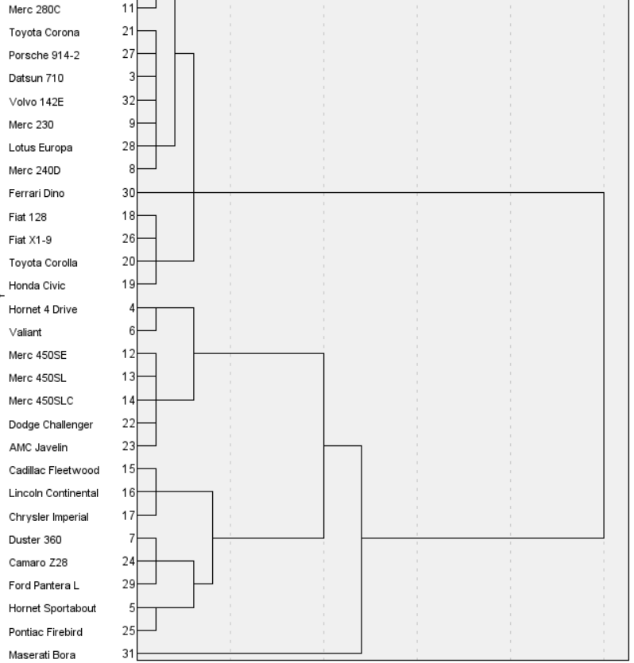 Merc 280C 11
Toyota Corona 21
Porsche 914-2 27
Datsun 710 3
Volvo 142E 32
Merc 230 9
Lotus Europa 28
Merc 240D 8
Ferrari Dino 30
Fiat 128 18
Fiat X1-9 26
Toyota Corolla 20
Honda Civic 19
Hornet 4 Drive 4
Valiant 6
Merc 450SE 12
Merc 450SL 13
Merc 450SLC 14
Dodge Challenger 22
AMC Javelin 23
Cadillac Fleetwood 15
Lincoln Continental 16
Chrysler Imperial 17
Duster 360 7
Camaro Z28 24
Ford Pantera L 29
Hornet Sportabout 5
Pontiac Firebird 25
Maserati Bora 31